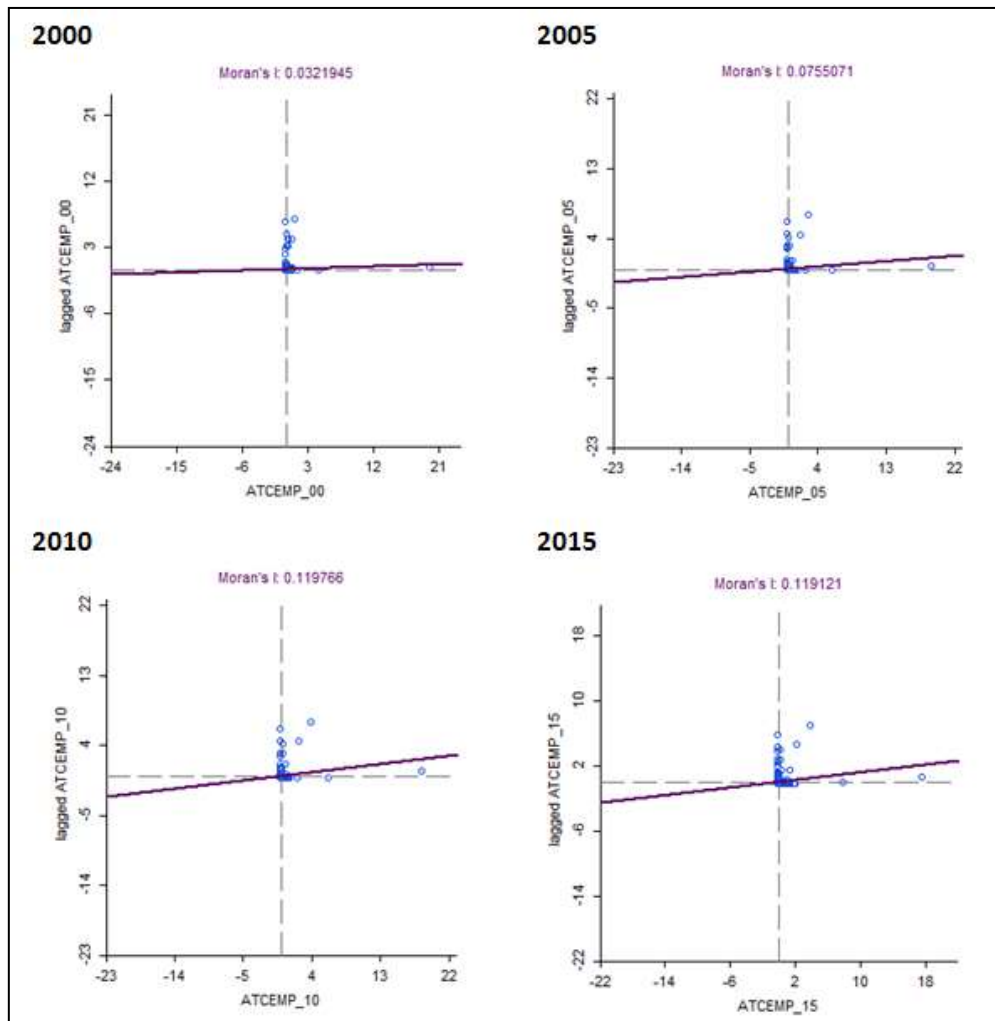 2000
Moran's I: 0.0321945
21
12
3
-6
-15
-24
lagged ATCEMP_00
-24 -15 -6 3 12 21
ATCEMP_00
2005
Moran's I: 0.0755071
22
13
4
-5
-14
-23
lagged ATCEMP_05
-23 -14 -5 4 13 22
ATCEMP_05
2010
Moran's I: 0.119766
22
13
4
-5
-14
-23
lagged ATCEMP_10
-23 -14 -5 4 13 22
ATCEMP_10
2015
Moran's I: 0.119121
18
10
2
-6
-14
-22
lagged ATCEMP_15
-22 -14 -6 2 10 18
ATCEMP_15